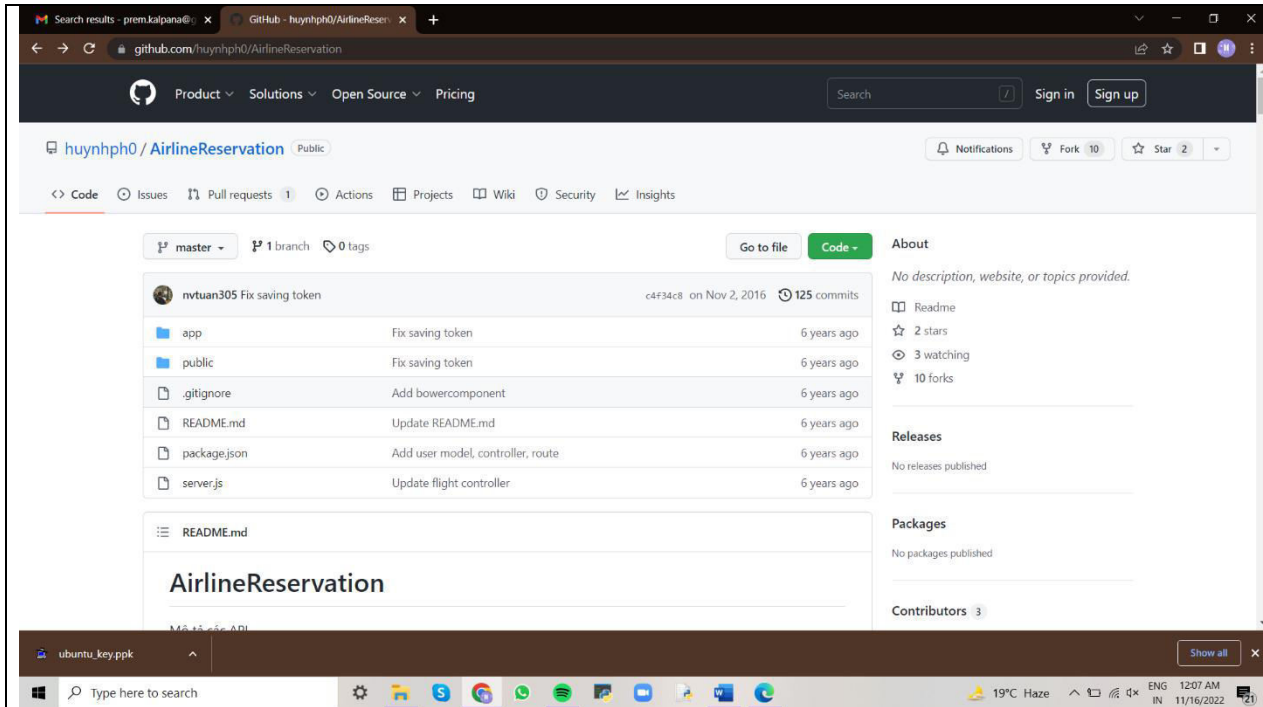 Search results - prem.kalpana@g
GitHub - huynhph0/AirlineReserv
github.com/huynhph0/AirlineReservation
Product Solutions Open Source Pricing Search / Sign in Sign up
huynhph0 / AirlineReservation Public Notifications Fork 10 Star 2
<> Code Issues Pull requests 1 Actions Projects Wiki Security Insights
master 1 branch 0 tags Go to file Code
nvtuan305 Fix saving token c4f34c8 on Nov 2, 2016 125 commits
app Fix saving token 6 years ago
public Fix saving token 6 years ago
.gitignore Add bowercomponent 6 years ago
README.md Update README.md 6 years ago
package.json Add user model, controller, route 6 years ago
server.js Update flight controller 6 years ago
README.md
AirlineReservation
Mô tả các API
About
No description, website, or topics provided.
Readme
2 stars
3 watching
10 forks
Releases
No releases published
Packages
No packages published
Contributors 3
ubuntu_key.ppk Show all
Type here to search 19°C Haze ENG 12:07 AM
IN 11/16/2022 21